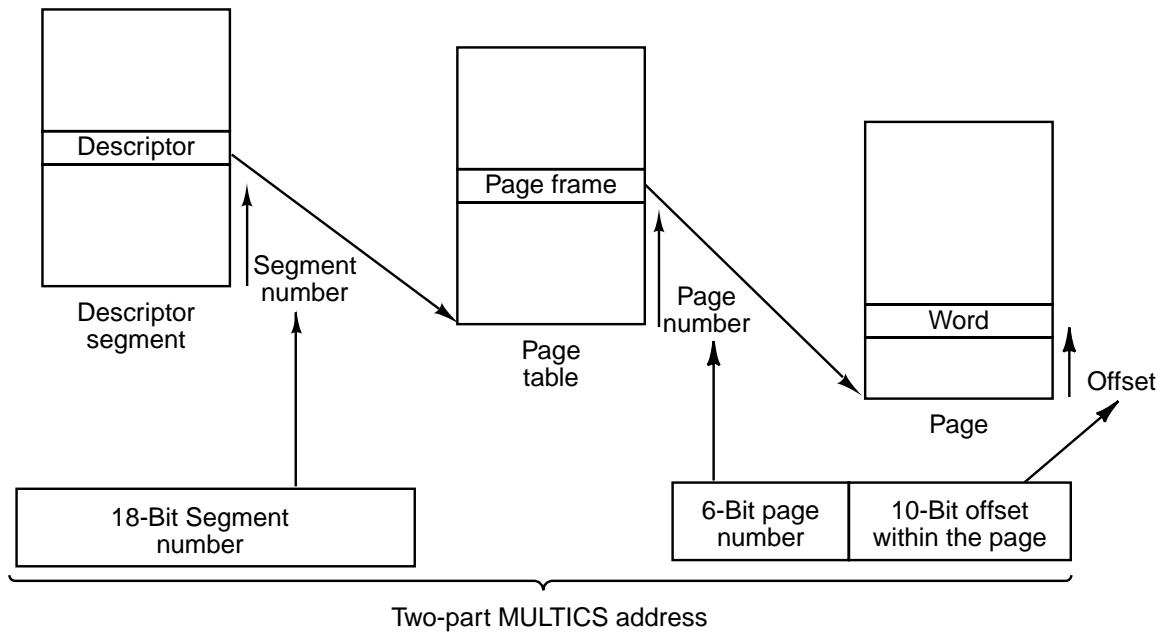 Descriptor
Page frame
Word
Segment
number
Descriptor
segment
Page
number
Page
table
Offset
Page
18-Bit Segment
number
6-Bit page
number
10-Bit offset
within the page
Two-part MULTICS address